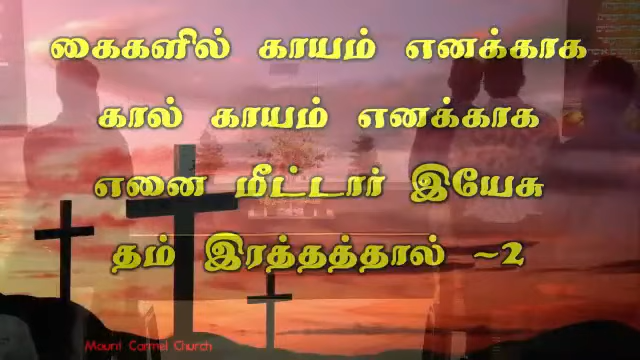 கைகளில் காயம் எனக்காக
கால் காயம் எனக்காக
எனை மீட்டார் இயேசு
தம் இரத்தத்தால் ~2
Mount Carmel Church